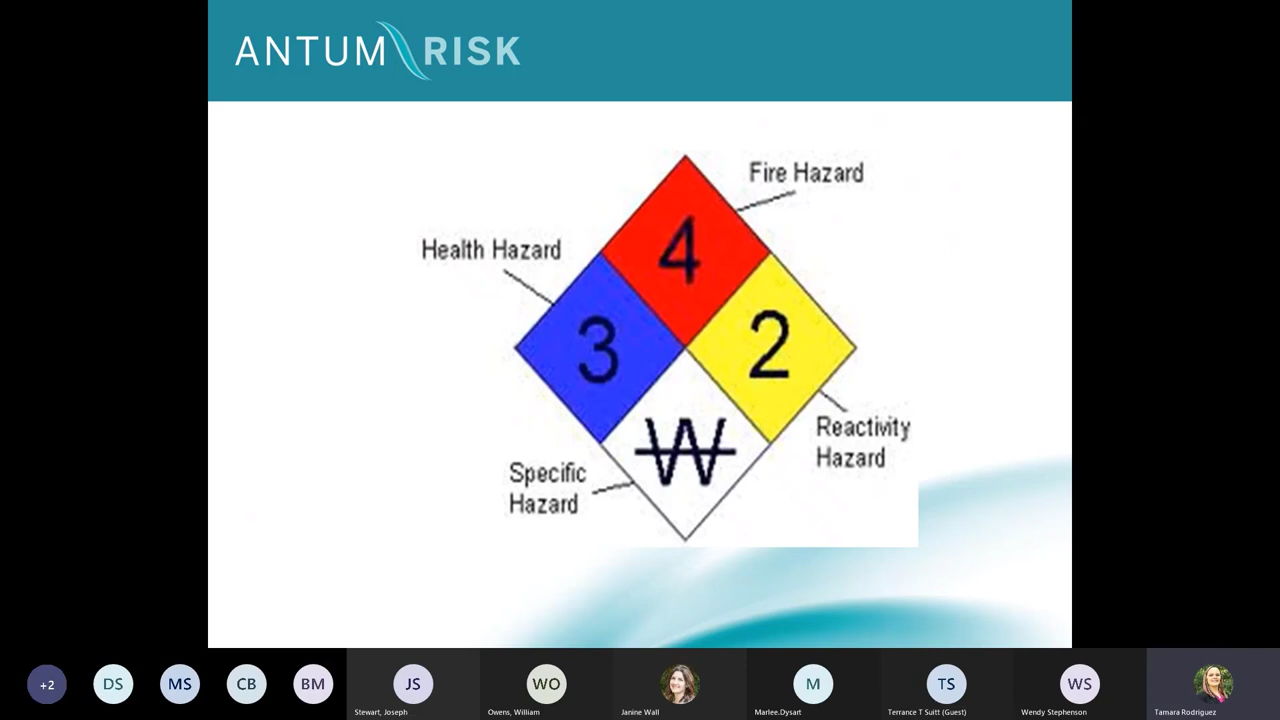 ANTUM RISK
Fire Hazard
Health Hazard
4
3
2
W
Reactivity
Hazard
Specific
Hazard
+2
DS
MS
CB
BM
JS
WO
M
TS
WS
Stewart, Joseph
Owens, William
Janine Wall
Marlee.Dysart
Terrance T Suitt (Guest)
Wendy Stephenson
Tamara Rodriguez